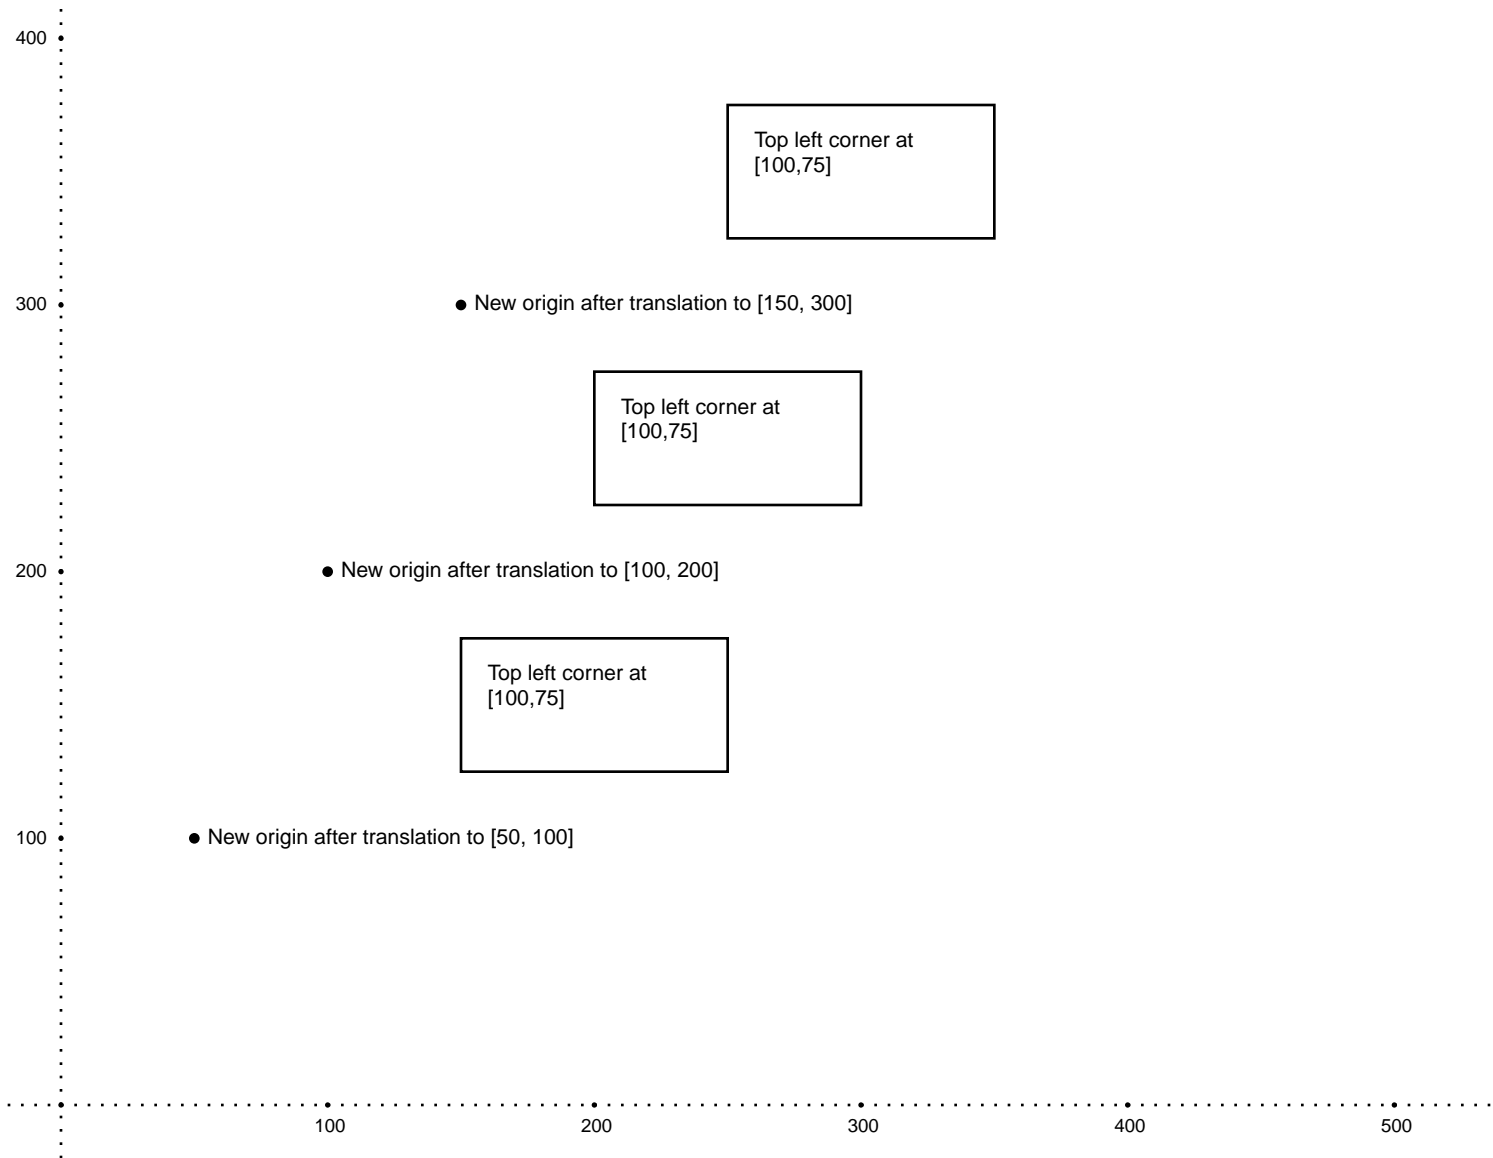 400
Top left corner at
[100,75]
300
New origin after translation to [150, 300]
Top left corner at
[100,75]
200
New origin after translation to [100, 200]
Top left corner at
[100,75]
100
New origin after translation to [50, 100]
100 200 300 400 500